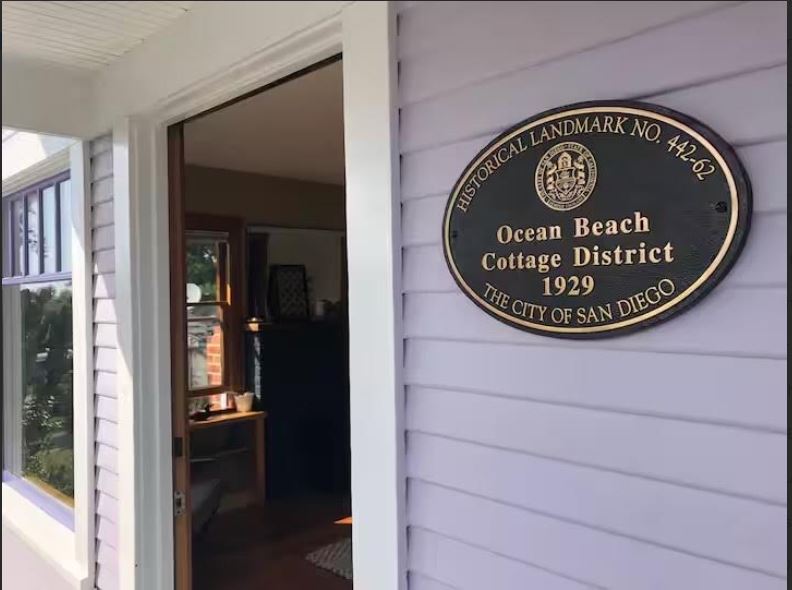 HISTORICAL LANDMARK NO. 442-62
Ocean Beach
Cottage District
1929
THE CITY OF SAN DIEGO